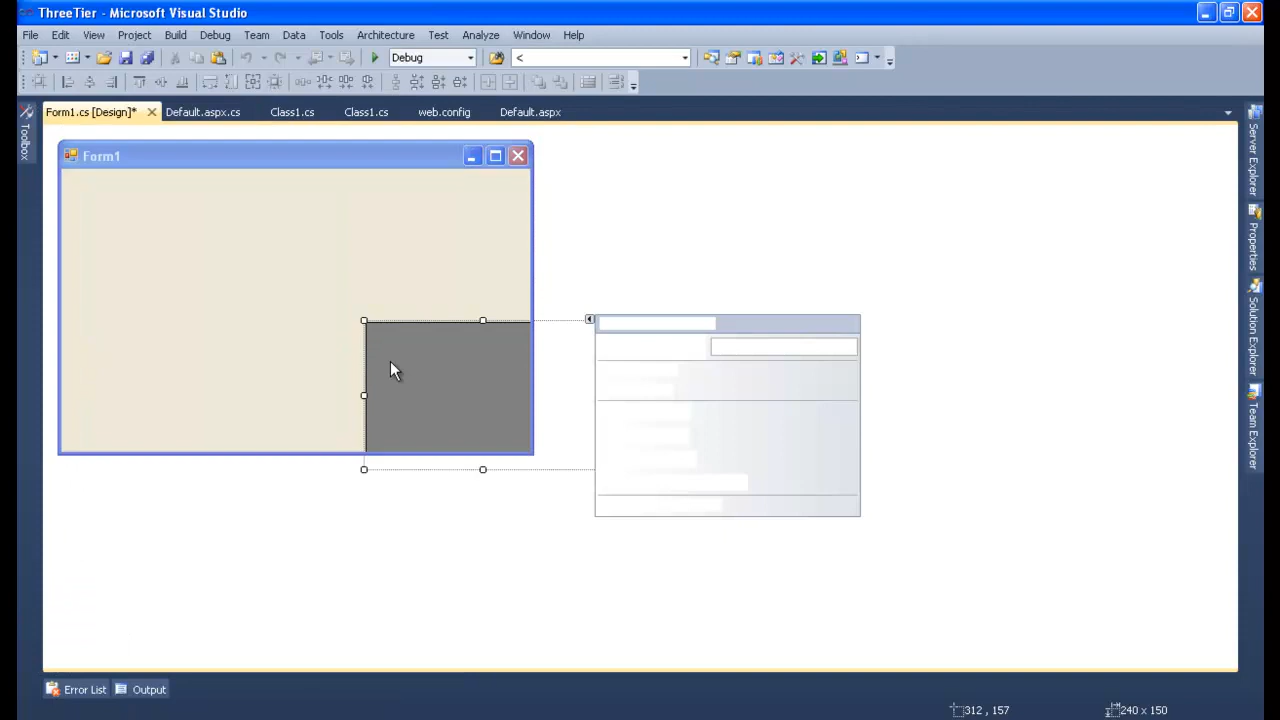 ThreeTier - Microsoft Visual Studio
File Edit View Project Build Debug Team Data Tools Architecture Test Analyze Window Help
Debug <
Form1.cs [Design]* Default.aspx.cs Class1.cs Class1.cs web.config Default.aspx
Toolbox
Form1
Server Explorer
Properties
Solution Explorer
Team Explorer
Error List Output
312 , 157 240 x 150